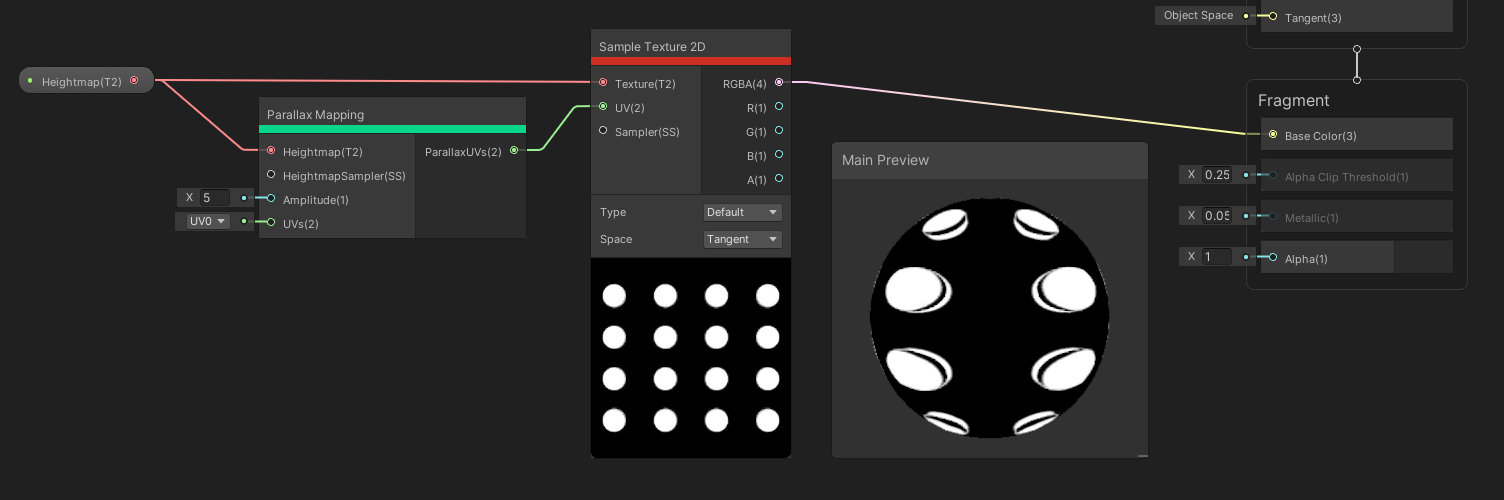 Object Space
Tangent(3)
Heightmap(T2)
Parallax Mapping
Heightmap(T2)
ParallaxUVs(2)
HeightmapSampler(SS)
X 5
Amplitude(1)
UV0
UVs(2)
Sample Texture 2D
Texture(T2)
RGBA(4)
UV(2)
R(1)
Sampler(SS)
G(1)
B(1)
A(1)
Type
Default
Space
Tangent
Main Preview
Fragment
Base Color(3)
X 0.25
Alpha Clip Threshold(1)
X 0.05
Metallic(1)
X 1
Alpha(1)